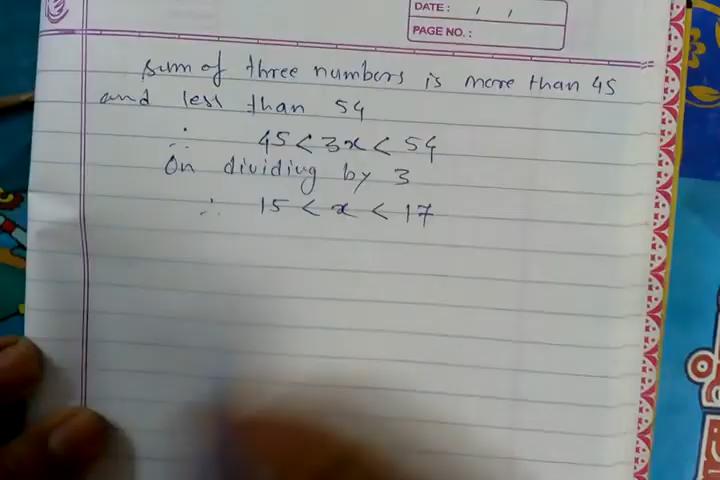 DATE : / /
PAGE NO. :
Sum of three numbers is more than 45
and less than 54
∴ 45 < 3x < 54
On dividing by 3
∴ 15 < x < 17